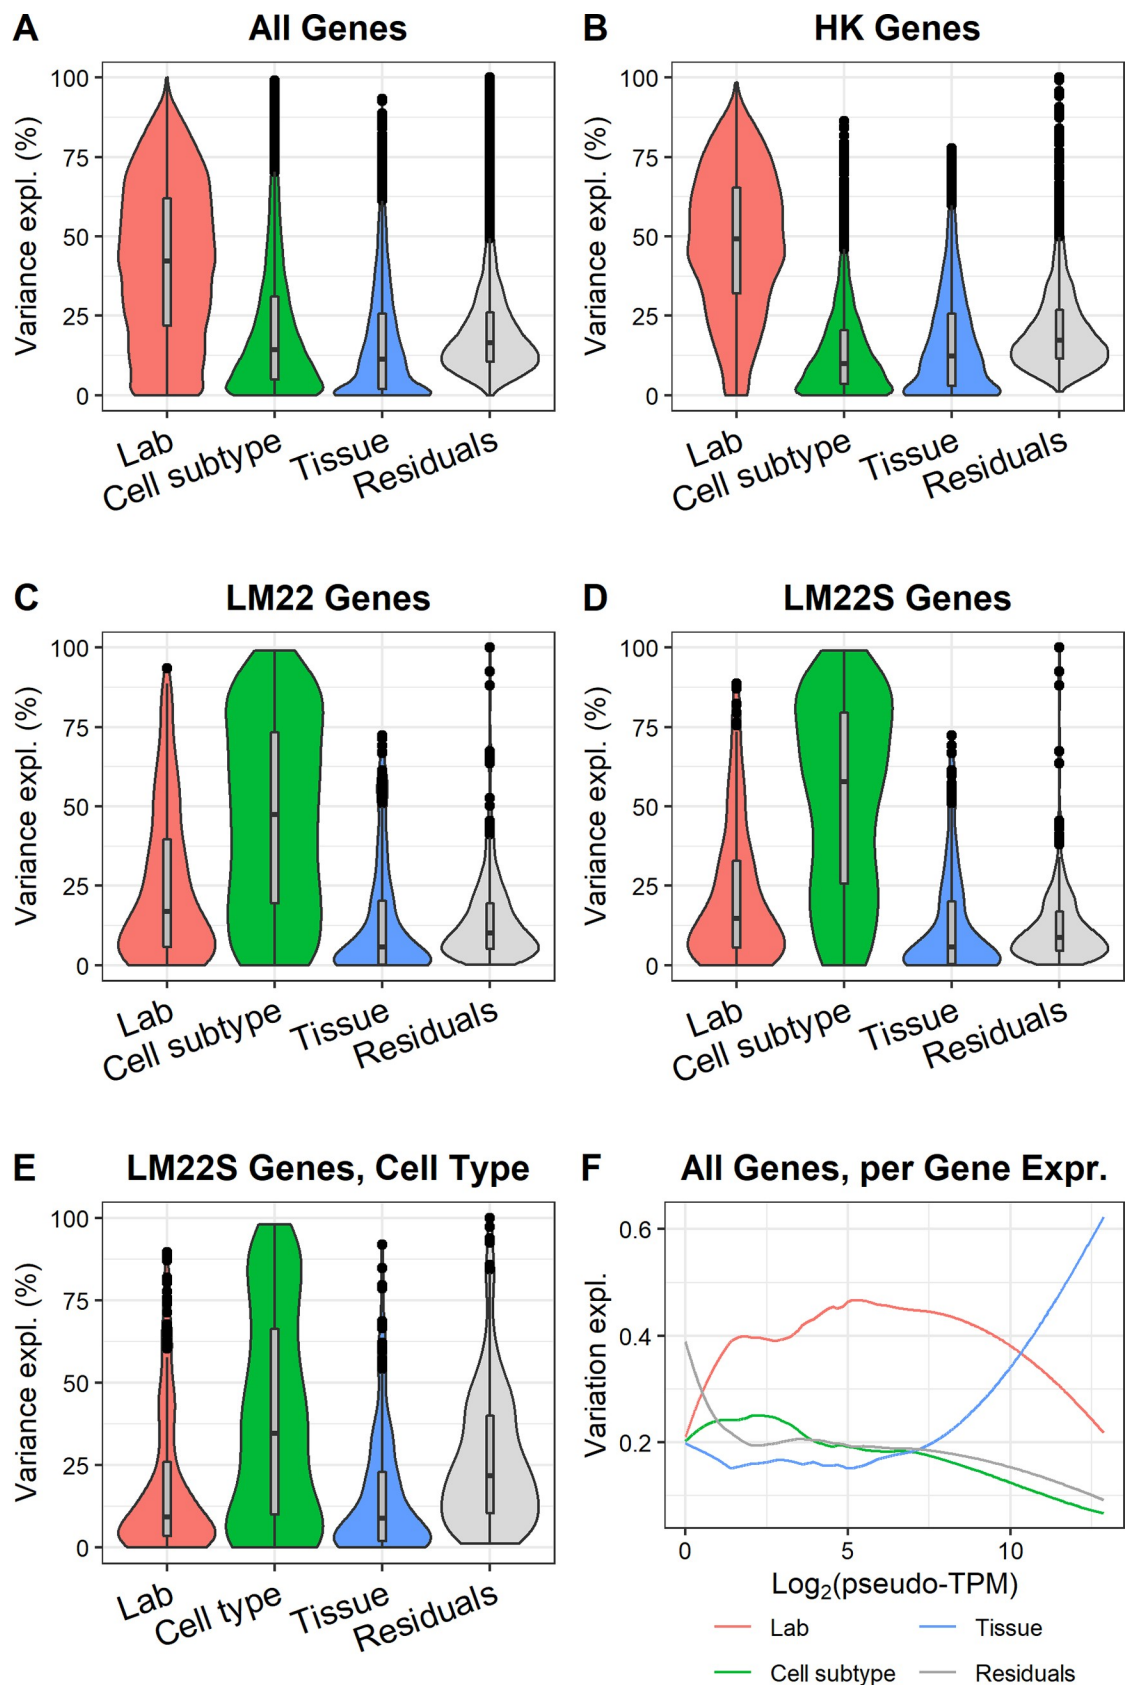 A All Genes
Variance expl. (%)
100
75
50
25
0
Lab
Cell subtype
Tissue
Residuals
B HK Genes
Variance expl. (%)
100
75
50
25
0
Lab
Cell subtype
Tissue
Residuals
C LM22 Genes
Variance expl. (%)
100
75
50
25
0
Lab
Cell subtype
Tissue
Residuals
D LM22S Genes
Variance expl. (%)
100
75
50
25
0
Lab
Cell subtype
Tissue
Residuals
E LM22S Genes, Cell Type
Variance expl. (%)
100
75
50
25
0
Lab
Cell type
Tissue
Residuals
F All Genes, per Gene Expr.
Variation expl.
0.6
0.4
0.2
0 5 10
Log₂(pseudo-TPM)
Lab Tissue
Cell subtype Residuals